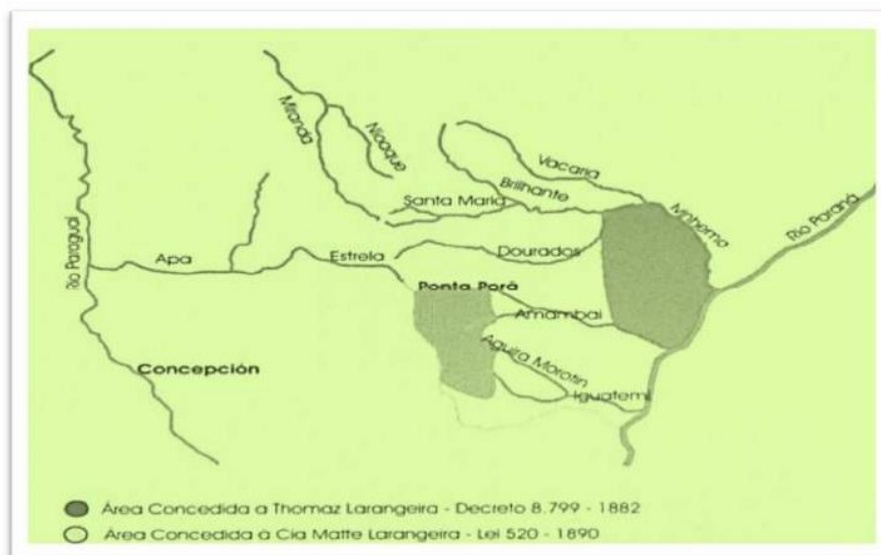 Miranda
Nioaque
Vacaria
Brilhante
Santa Maria
Ivinhema
Rio Paraná
Rio Paraguai
Apa
Estrela
Dourados
Ponta Porã
Amambai
Aguira Morotin
Concepción
Iguatemi
Área Concedida a Thomaz Larangeira - Decreto 8.799 - 1882
Área Concedida à Cia Matte Larangeira - Lei 520 - 1890